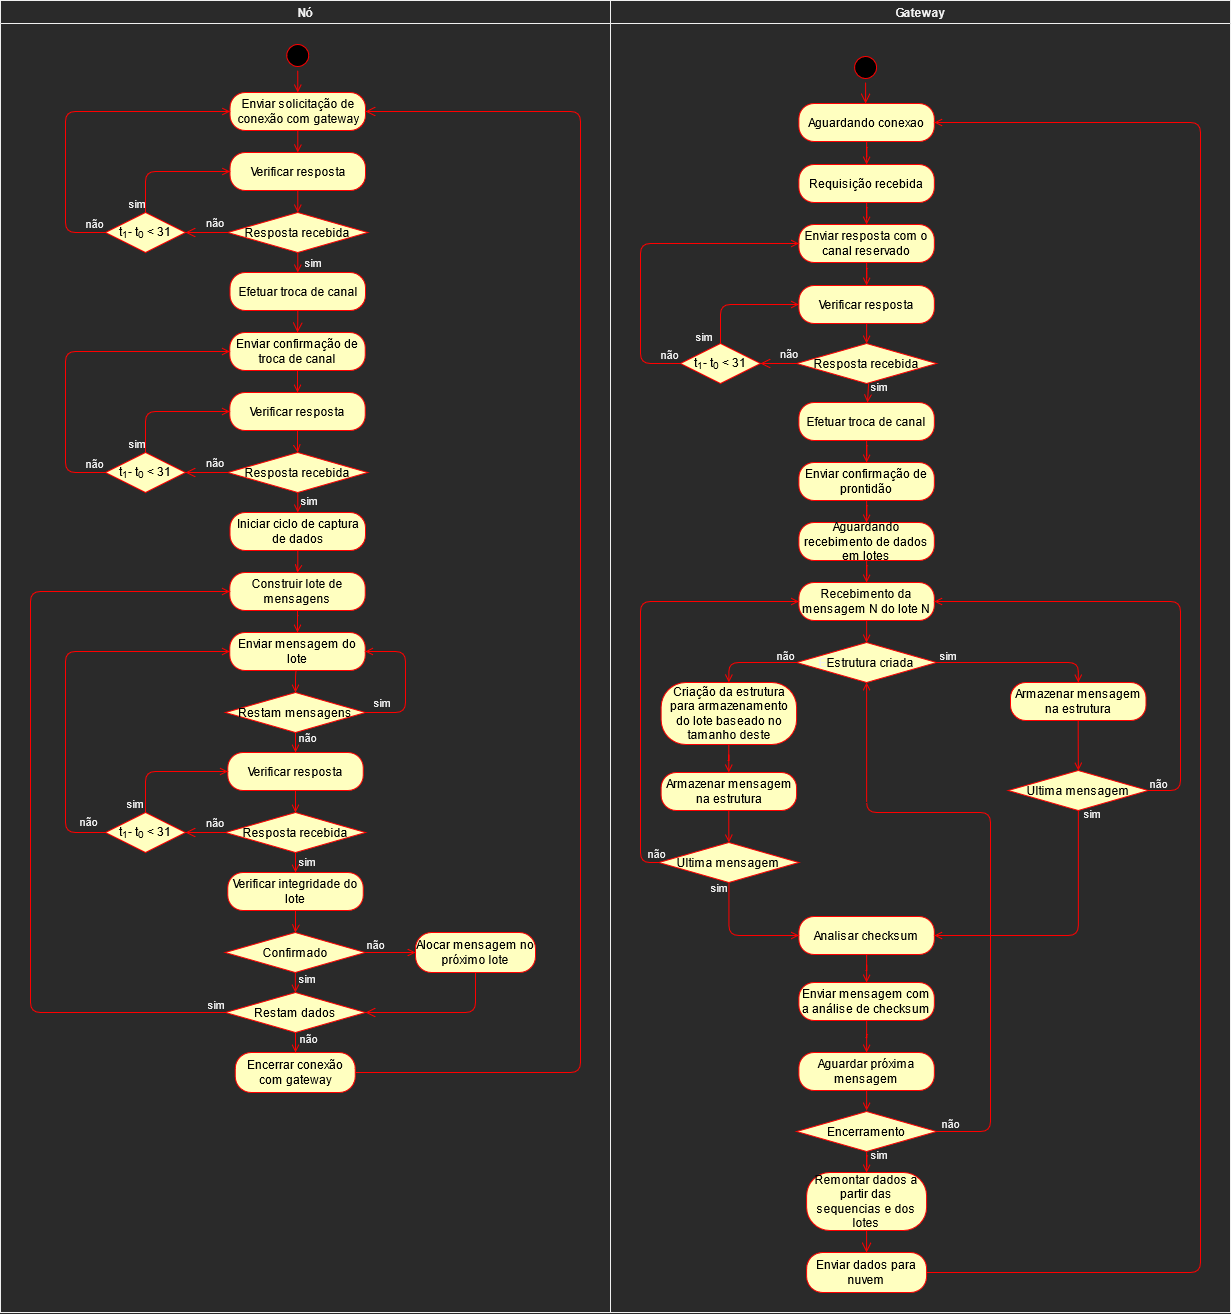 Nó
Enviar solicitação de
conexão com gateway
Verificar resposta
sim
não
t1- t0 < 31
não
Resposta recebida
sim
Efetuar troca de canal
Enviar confirmação de
troca de canal
Verificar resposta
sim
não
t1- t0 < 31
não
Resposta recebida
sim
Iniciar ciclo de captura
de dados
Construir lote de
mensagens
Enviar mensagem do
lote
Restam mensagens
sim
não
Verificar resposta
sim
não
t1- t0 < 31
não
Resposta recebida
sim
Verificar integridade do
lote
Confirmado
não
Alocar mensagem no
próximo lote
sim
sim
Restam dados
não
Encerrar conexão
com gateway
Gateway
Aguardando conexao
Requisição recebida
Enviar resposta com o
canal reservado
Verificar resposta
sim
não
t1- t0 < 31
não
Resposta recebida
sim
Efetuar troca de canal
Enviar confirmação de
prontidão
Aguardando
recebimento de dados
em lotes
Recebimento da
mensagem N do lote N
não
Estrutura criada
sim
Criação da estrutura
para armazenamento
do lote baseado no
tamanho deste
Armazenar mensagem
na estrutura
Armazenar mensagem
na estrutura
Ultima mensagem
não
sim
não
Ultima mensagem
sim
Analisar checksum
Enviar mensagem com
a análise de checksum
Aguardar próxima
mensagem
Encerramento
não
sim
Remontar dados a
partir das
sequencias e dos
lotes
Enviar dados para
nuvem